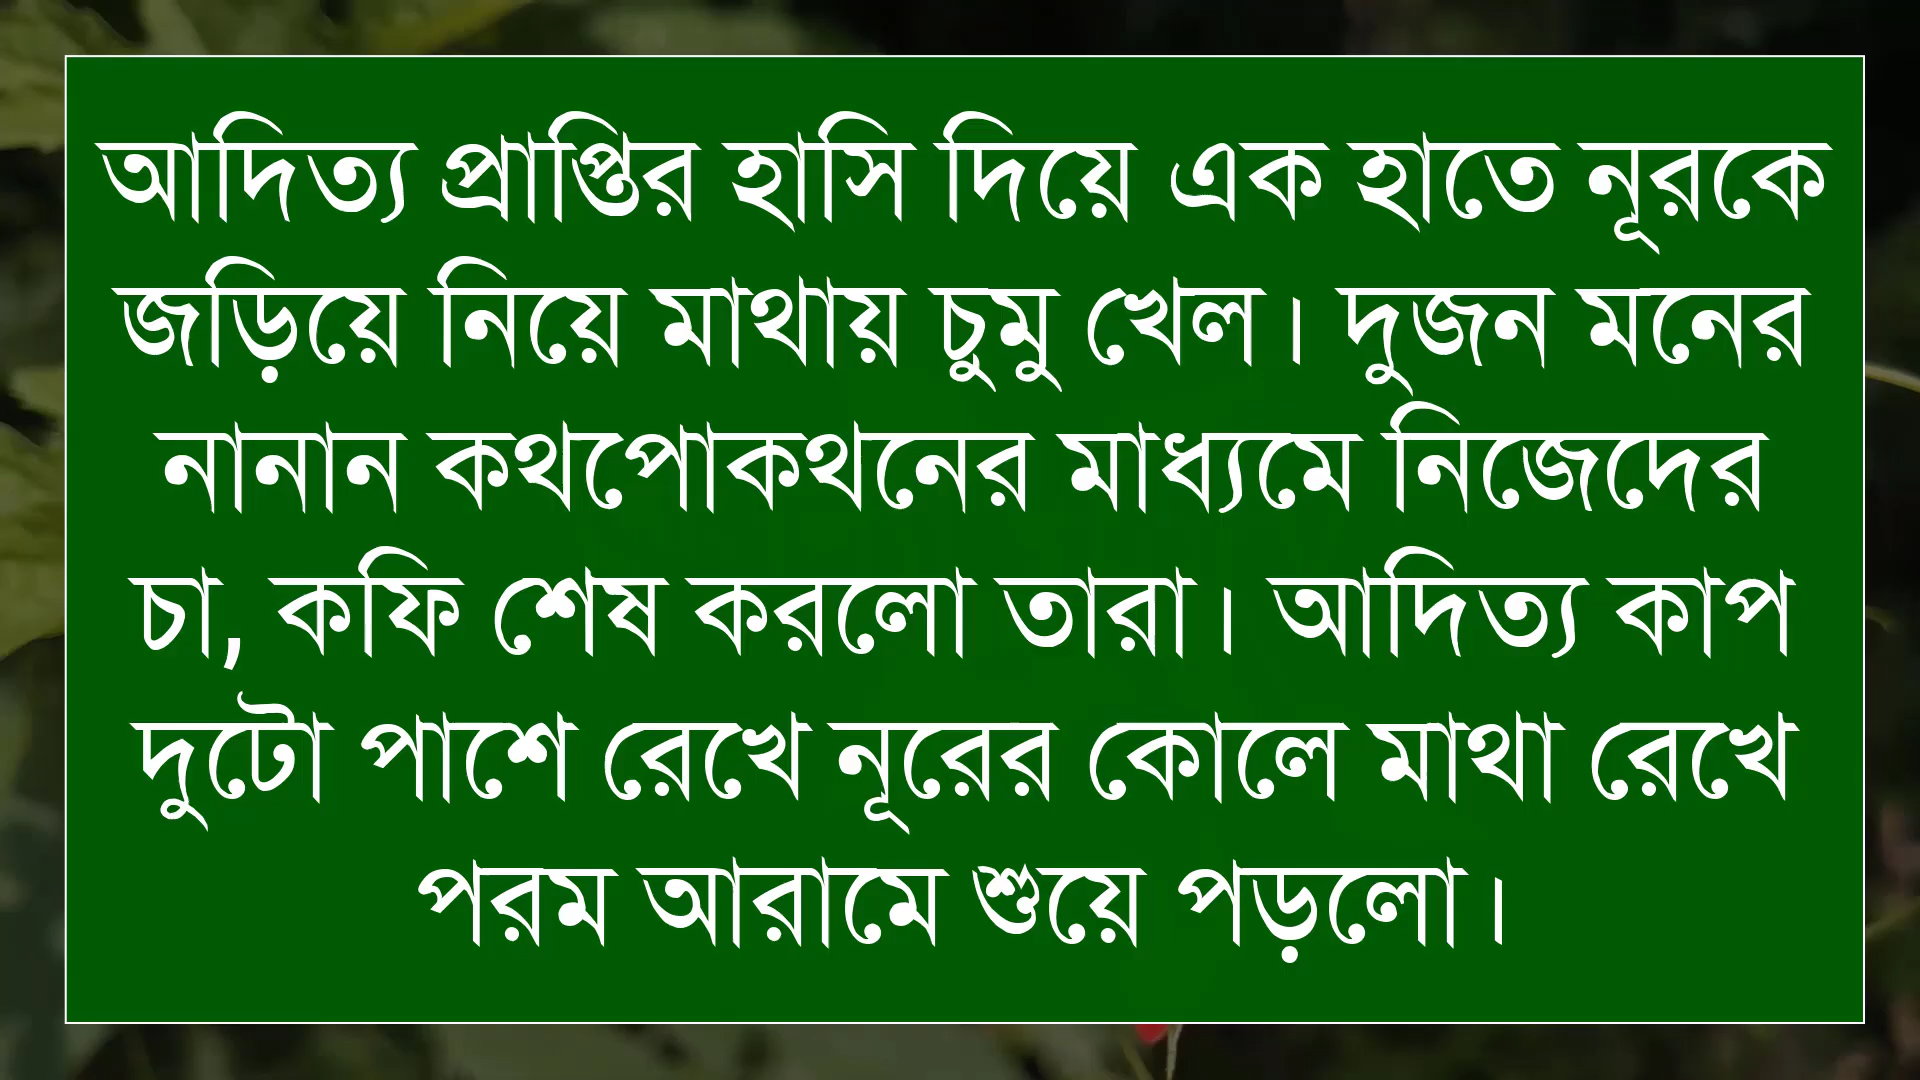 আদিত্য প্রাপ্তির হাসি দিয়ে এক হাতে নূরকে
জড়িয়ে নিয়ে মাথায় চুমু খেল। দুজন মনের
নানান কথপোকথনের মাধ্যমে নিজেদের
চা, কফি শেষ করলো তারা। আদিত্য কাপ
দুটো পাশে রেখে নূরের কোলে মাথা রেখে
পরম আরামে শুয়ে পড়লো।